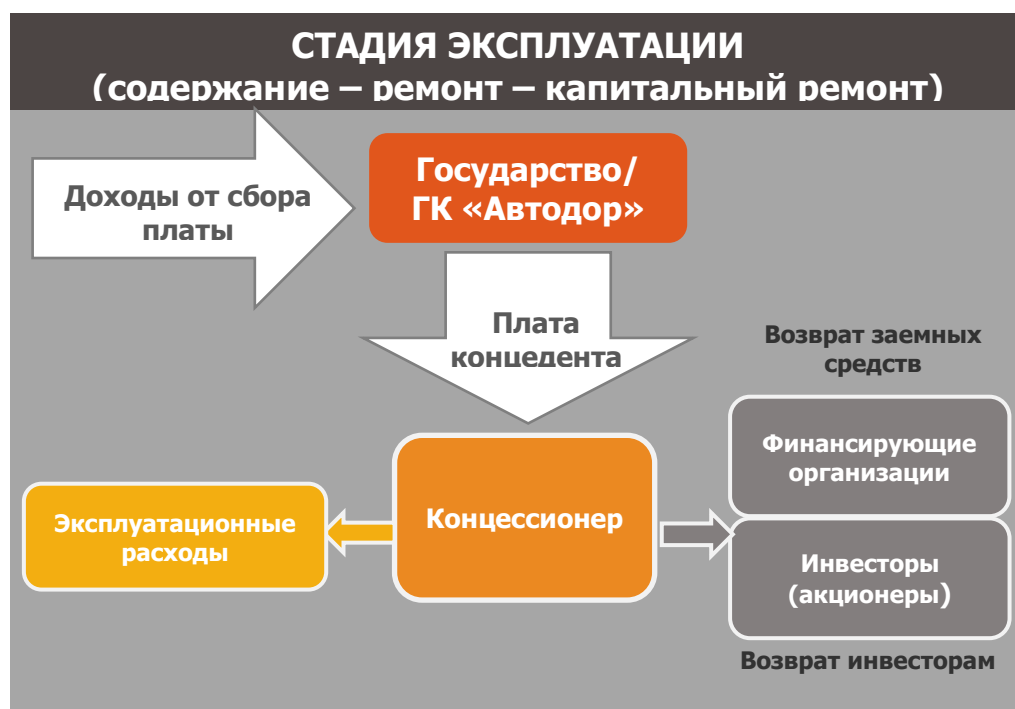 СТАДИЯ ЭКСПЛУАТАЦИИ
(содержание – ремонт – капитальный ремонт)
Доходы от сбора
платы
Государство/
ГК «Автодор»
Плата
концедента
Возврат заемных
средств
Финансирующие
организации
Эксплуатационные
расходы
Концессионер
Инвесторы
(акционеры)
Возврат инвесторам